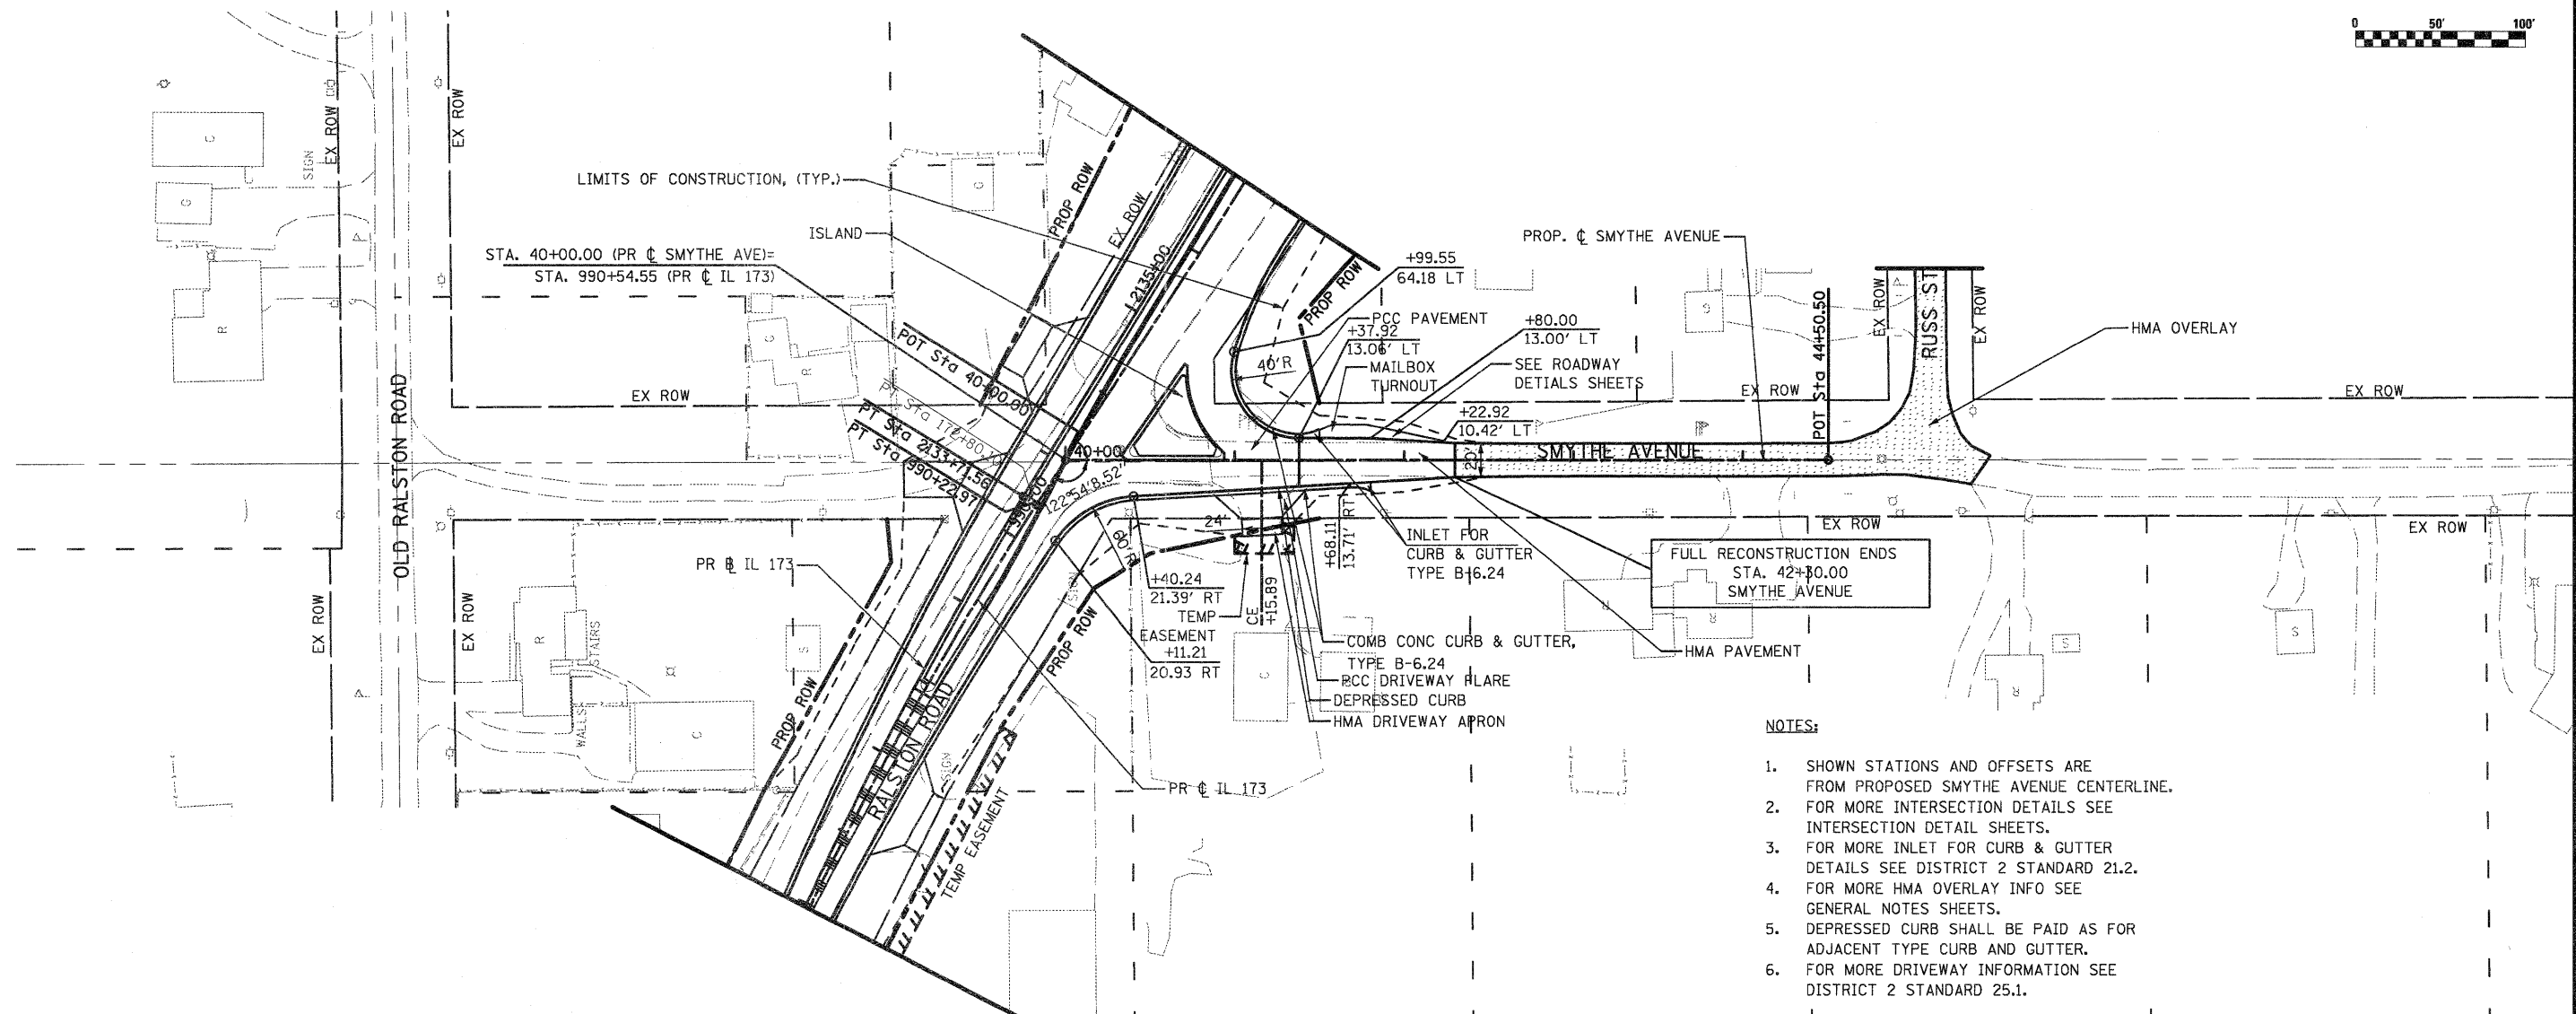 0 50' 100'
EX ROW
EX ROW
SIGN
G
G
R
OLD RALSTON ROAD
LIMITS OF CONSTRUCTION, (TYP.)
ISLAND
STA. 40+00.00 (PR ℄ SMYTHE AVE)=
STA. 990+54.55 (PR ℄ IL 173)
PROP ROW
EX ROW
2135+00
G
G
R
EX ROW
POT Sta 40+00.00
PT Sta 2133+71.56
PT Sta 990+22.97
40+00
122°54'8.52"
PROP ROW
+99.55
64.18 LT
PCC PAVEMENT
+37.92
13.06' LT
40'R
MAILBOX
TURNOUT
+80.00
13.00' LT
SEE ROADWAY
DETIALS SHEETS
+22.92
10.42' LT
PROP. ℄ SMYTHE AVENUE
S
EX ROW
POT Sta 44+50.50
EX ROW
RUSS ST
EX ROW
HMA OVERLAY
EX ROW
SMYTHE AVENUE
20'
EX ROW
EX ROW
EX ROW
EX ROW
PR B IL 173
60'R
24'
+40.24
21.39' RT
TEMP
EASEMENT
+11.21
20.93 RT
CE
+15.89
+68.11
13.71' RT
INLET FOR
CURB & GUTTER
TYPE B-6.24
FULL RECONSTRUCTION ENDS
STA. 42+30.00
SMYTHE AVENUE
COMB CONC CURB & GUTTER,
TYPE B-6.24
PCC DRIVEWAY FLARE
DEPRESSED CURB
HMA DRIVEWAY APRON
HMA PAVEMENT
R
STAIRS
WALLS
G
S
PROP ROW
RALSTON ROAD
PROP ROW
SIGN
SIGN
TEMP EASEMENT
PR ℄ IL 173
G
R
R
R
S
S
NOTES:
1. SHOWN STATIONS AND OFFSETS ARE
FROM PROPOSED SMYTHE AVENUE CENTERLINE.
2. FOR MORE INTERSECTION DETAILS SEE
INTERSECTION DETAIL SHEETS.
3. FOR MORE INLET FOR CURB & GUTTER
DETAILS SEE DISTRICT 2 STANDARD 21.2.
4. FOR MORE HMA OVERLAY INFO SEE
GENERAL NOTES SHEETS.
5. DEPRESSED CURB SHALL BE PAID AS FOR
ADJACENT TYPE CURB AND GUTTER.
6. FOR MORE DRIVEWAY INFORMATION SEE
DISTRICT 2 STANDARD 25.1.